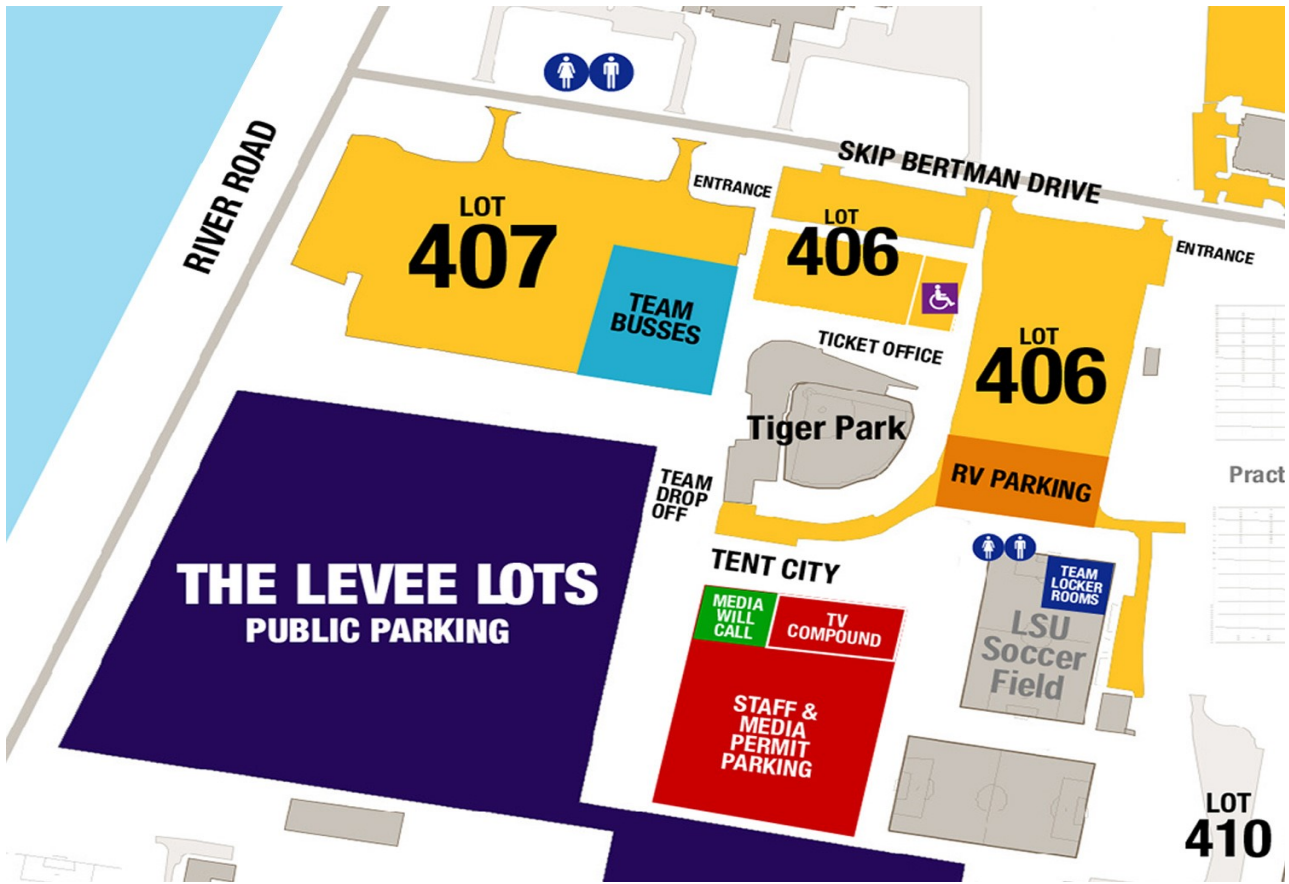 RIVER ROAD
SKIP BERTMAN DRIVE
ENTRANCE
LOT
407
LOT
406
ENTRANCE
TEAM
BUSSES
TICKET OFFICE
LOT
406
Tiger Park
RV PARKING
Pract
TEAM
DROP
OFF
TENT CITY
THE LEVEE LOTS
PUBLIC PARKING
MEDIA
WILL
CALL
TV
COMPOUND
TEAM
LOCKER
ROOMS
LSU
Soccer
Field
STAFF &
MEDIA
PERMIT
PARKING
LOT
410